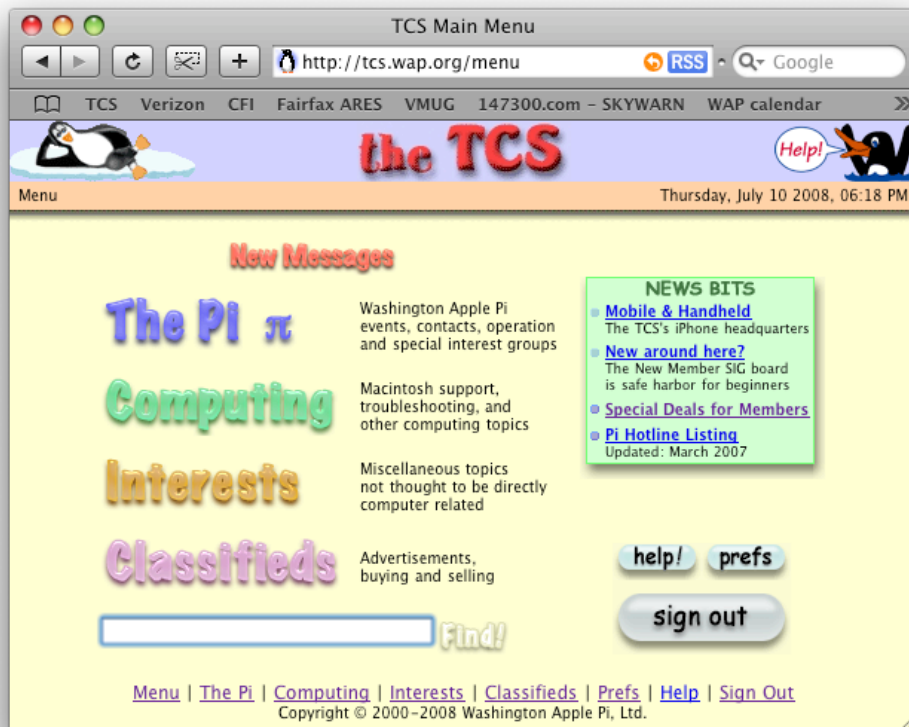 TCS Main Menu
http://tcs.wap.org/menu
RSS
Google
TCS Verizon CFI Fairfax ARES VMUG 147300.com – SKYWARN WAP calendar
the TCS
Help!
Menu
Thursday, July 10 2008, 06:18 PM
New Messages
The Pi π
Washington Apple Pi
events, contacts, operation
and special interest groups
Computing
Macintosh support,
troubleshooting, and
other computing topics
Interests
Miscellaneous topics
not thought to be directly
computer related
Classifieds
Advertisements,
buying and selling
Find!
NEWS BITS
Mobile & Handheld
The TCS's iPhone headquarters
New around here?
The New Member SIG board
is safe harbor for beginners
Special Deals for Members
Pi Hotline Listing
Updated: March 2007
help! prefs
sign out
Menu | The Pi | Computing | Interests | Classifieds | Prefs | Help | Sign Out
Copyright © 2000-2008 Washington Apple Pi, Ltd.